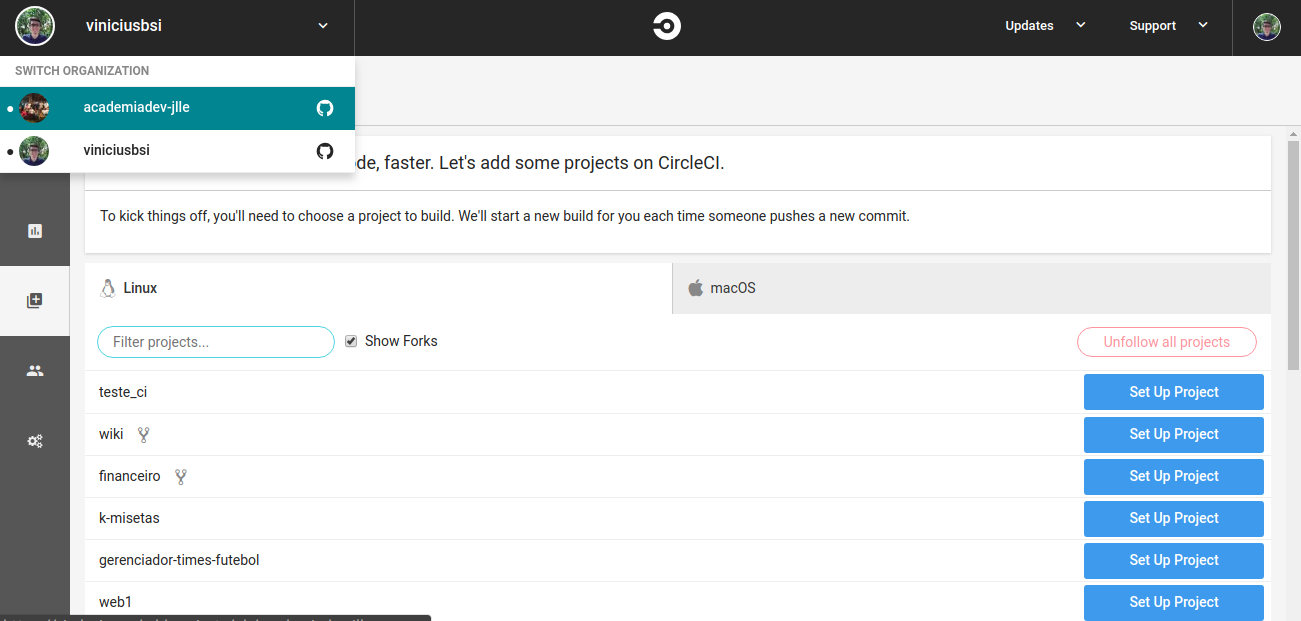 viniciusbsi
Updates
Support
SWITCH ORGANIZATION
academiadev-jlle
viniciusbsi
de, faster. Let's add some projects on CircleCI.
To kick things off, you'll need to choose a project to build. We'll start a new build for you each time someone pushes a new commit.
Linux
macOS
Filter projects...
Show Forks
Unfollow all projects
teste_ci
Set Up Project
wiki
Set Up Project
financeiro
Set Up Project
k-misetas
Set Up Project
gerenciador-times-futebol
Set Up Project
web1
Set Up Project